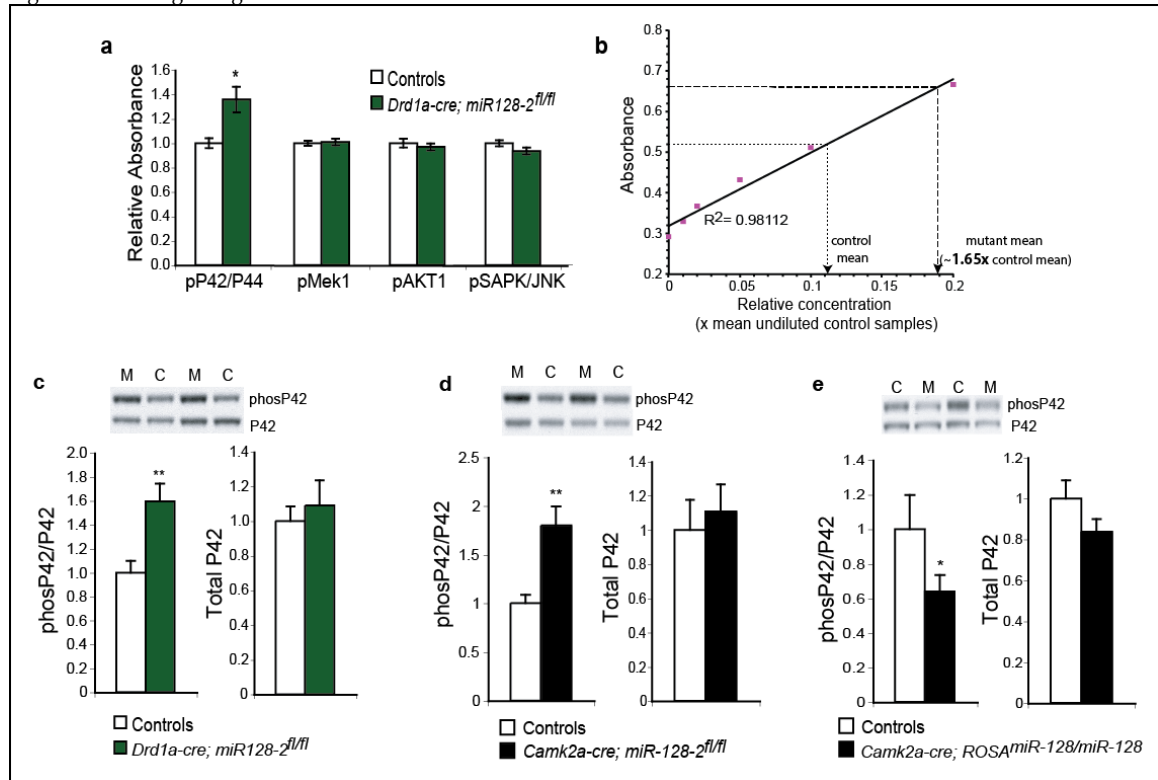 a
Relative Absorbance
1.6
1.4
1.2
1.0
0.8
0.6
0.4
0.2
0.0
*
Controls
Drd1a-cre; miR128-2fl/fl
pP42/P44 pMek1 pAKT1 pSAPK/JNK
b
Absorbance
0.8
0.7
0.6
0.5
0.4
0.3
0.2
R2= 0.98112
control
mean
mutant mean
(~1.65x control mean)
0 0.05 0.1 0.15 0.2
Relative concentration
(x mean undiluted control samples)
c
M C M C
phosP42
P42
phosP42/P42
2.0
1.8
1.6
1.4
1.2
1.0
0.8
0.6
0.4
0.2
0
**
Total P42
1.4
1.2
1.0
0.8
0.6
0.4
0.2
0
Controls
Drd1a-cre; miR128-2fl/fl
d
M C M C
phosP42
P42
phosP42/P42
2.5
2.0
1.5
1
0.5
0
**
Total P42
1.4
1.2
1.0
0.8
0.6
0.4
0.2
0
Controls
Camk2a-cre; miR-128-2fl/fl
e
C M C M
phosP42
P42
phosP42/P42
1.4
1.2
1
0.8
0.6
0.4
0.2
0
*
Total P42
1.2
1
0.8
0.6
0.4
0.2
0
Controls
Camk2a-cre; ROSAmiR-128/miR-128